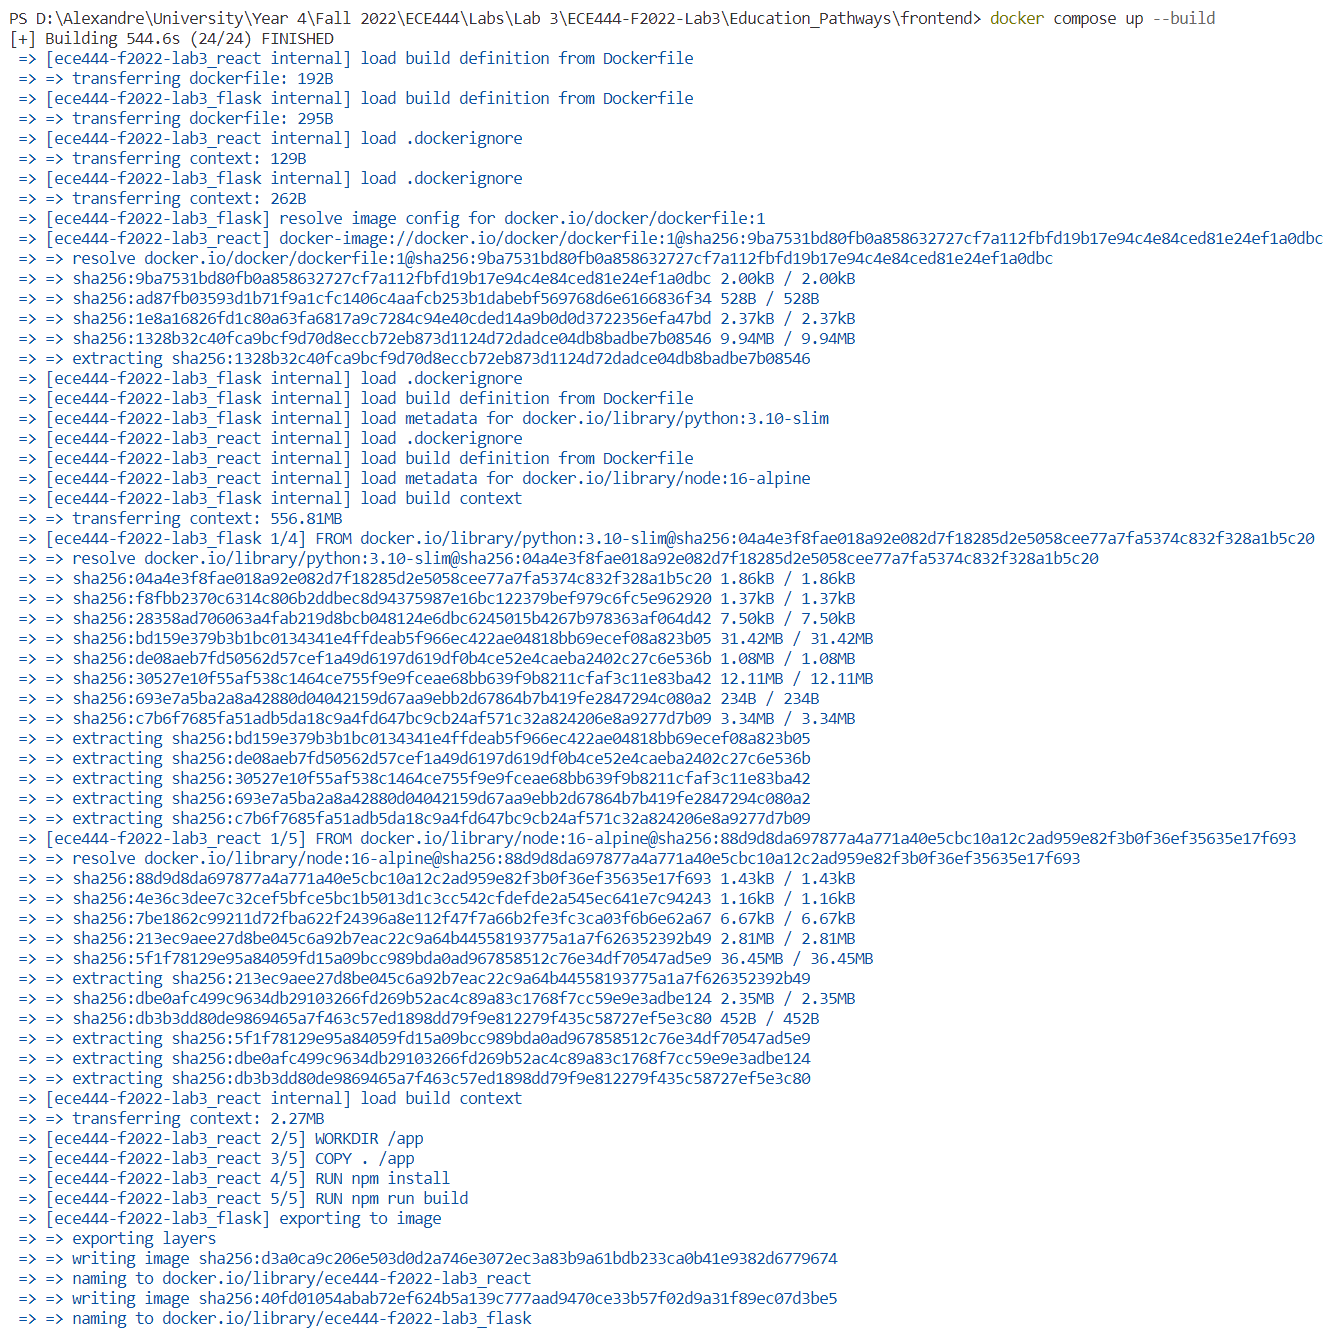 PS D:\Alexandre\University\Year 4\Fall 2022\ECE444\Labs\Lab 3\ECE444-F2022-Lab3\Education_Pathways\frontend> docker compose up --build
[+] Building 544.6s (24/24) FINISHED
=> [ece444-f2022-lab3_react internal] load build definition from Dockerfile
=> => transferring dockerfile: 192B
=> [ece444-f2022-lab3_flask internal] load build definition from Dockerfile
=> => transferring dockerfile: 295B
=> [ece444-f2022-lab3_react internal] load .dockerignore
=> => transferring context: 129B
=> [ece444-f2022-lab3_flask internal] load .dockerignore
=> => transferring context: 262B
=> [ece444-f2022-lab3_flask] resolve image config for docker.io/docker/dockerfile:1
=> [ece444-f2022-lab3_react] docker-image://docker.io/docker/dockerfile:1@sha256:9ba7531bd80fb0a858632727cf7a112fbfd19b17e94c4e84ced81e24ef1a0dbc
=> => resolve docker.io/docker/dockerfile:1@sha256:9ba7531bd80fb0a858632727cf7a112fbfd19b17e94c4e84ced81e24ef1a0dbc
=> => sha256:9ba7531bd80fb0a858632727cf7a112fbfd19b17e94c4e84ced81e24ef1a0dbc 2.00kB / 2.00kB
=> => sha256:ad87fb03593d1b71f9a1cfc1406c4aafcb253b1dabebf569768d6e6166836f34 528B / 528B
=> => sha256:1e8a16826fd1c80a63fa6817a9c7284c94e40cded14a9b0d0d3722356efa47bd 2.37kB / 2.37kB
=> => sha256:1328b32c40fca9bcf9d70d8eccb72eb873d1124d72dadce04db8badbe7b08546 9.94MB / 9.94MB
=> => extracting sha256:1328b32c40fca9bcf9d70d8eccb72eb873d1124d72dadce04db8badbe7b08546
=> [ece444-f2022-lab3_flask internal] load .dockerignore
=> [ece444-f2022-lab3_flask internal] load build definition from Dockerfile
=> [ece444-f2022-lab3_flask internal] load metadata for docker.io/library/python:3.10-slim
=> [ece444-f2022-lab3_react internal] load .dockerignore
=> [ece444-f2022-lab3_react internal] load build definition from Dockerfile
=> [ece444-f2022-lab3_react internal] load metadata for docker.io/library/node:16-alpine
=> [ece444-f2022-lab3_flask internal] load build context
=> => transferring context: 556.81MB
=> [ece444-f2022-lab3_flask 1/4] FROM docker.io/library/python:3.10-slim@sha256:04a4e3f8fae018a92e082d7f18285d2e5058cee77a7fa5374c832f328a1b5c20
=> => resolve docker.io/library/python:3.10-slim@sha256:04a4e3f8fae018a92e082d7f18285d2e5058cee77a7fa5374c832f328a1b5c20
=> => sha256:04a4e3f8fae018a92e082d7f18285d2e5058cee77a7fa5374c832f328a1b5c20 1.86kB / 1.86kB
=> => sha256:f8fbb2370c6314c806b2ddbec8d94375987e16bc122379bef979c6fc5e962920 1.37kB / 1.37kB
=> => sha256:28358ad706063a4fab219d8bcb048124e6dbc6245015b4267b978363af064d42 7.50kB / 7.50kB
=> => sha256:bd159e379b3b1bc0134341e4ffdeab5f966ec422ae04818bb69ecef08a823b05 31.42MB / 31.42MB
=> => sha256:de08aeb7fd50562d57cef1a49d6197d619df0b4ce52e4caeba2402c27c6e536b 1.08MB / 1.08MB
=> => sha256:30527e10f55af538c1464ce755f9e9fceae68bb639f9b8211cfaf3c11e83ba42 12.11MB / 12.11MB
=> => sha256:693e7a5ba2a8a42880d04042159d67aa9ebb2d67864b7b419fe2847294c080a2 234B / 234B
=> => sha256:c7b6f7685fa51adb5da18c9a4fd647bc9cb24af571c32a824206e8a9277d7b09 3.34MB / 3.34MB
=> => extracting sha256:bd159e379b3b1bc0134341e4ffdeab5f966ec422ae04818bb69ecef08a823b05
=> => extracting sha256:de08aeb7fd50562d57cef1a49d6197d619df0b4ce52e4caeba2402c27c6e536b
=> => extracting sha256:30527e10f55af538c1464ce755f9e9fceae68bb639f9b8211cfaf3c11e83ba42
=> => extracting sha256:693e7a5ba2a8a42880d04042159d67aa9ebb2d67864b7b419fe2847294c080a2
=> => extracting sha256:c7b6f7685fa51adb5da18c9a4fd647bc9cb24af571c32a824206e8a9277d7b09
=> [ece444-f2022-lab3_react 1/5] FROM docker.io/library/node:16-alpine@sha256:88d9d8da697877a4a771a40e5cbc10a12c2ad959e82f3b0f36ef35635e17f693
=> => resolve docker.io/library/node:16-alpine@sha256:88d9d8da697877a4a771a40e5cbc10a12c2ad959e82f3b0f36ef35635e17f693
=> => sha256:88d9d8da697877a4a771a40e5cbc10a12c2ad959e82f3b0f36ef35635e17f693 1.43kB / 1.43kB
=> => sha256:4e36c3dee7c32cef5bfce5bc1b5013d1c3cc542cfdefde2a545ec641e7c94243 1.16kB / 1.16kB
=> => sha256:7be1862c99211d72fba622f24396a8e112f47f7a66b2fe3fc3ca03f6b6e62a67 6.67kB / 6.67kB
=> => sha256:213ec9aee27d8be045c6a92b7eac22c9a64b44558193775a1a7f626352392b49 2.81MB / 2.81MB
=> => sha256:5f1f78129e95a84059fd15a09bcc989bda0ad967858512c76e34df70547ad5e9 36.45MB / 36.45MB
=> => extracting sha256:213ec9aee27d8be045c6a92b7eac22c9a64b44558193775a1a7f626352392b49
=> => sha256:dbe0afc499c9634db29103266fd269b52ac4c89a83c1768f7cc59e9e3adbe124 2.35MB / 2.35MB
=> => sha256:db3b3dd80de9869465a7f463c57ed1898dd79f9e812279f435c58727ef5e3c80 452B / 452B
=> => extracting sha256:5f1f78129e95a84059fd15a09bcc989bda0ad967858512c76e34df70547ad5e9
=> => extracting sha256:dbe0afc499c9634db29103266fd269b52ac4c89a83c1768f7cc59e9e3adbe124
=> => extracting sha256:db3b3dd80de9869465a7f463c57ed1898dd79f9e812279f435c58727ef5e3c80
=> [ece444-f2022-lab3_react internal] load build context
=> => transferring context: 2.27MB
=> [ece444-f2022-lab3_react 2/5] WORKDIR /app
=> [ece444-f2022-lab3_react 3/5] COPY . /app
=> [ece444-f2022-lab3_react 4/5] RUN npm install
=> [ece444-f2022-lab3_react 5/5] RUN npm run build
=> [ece444-f2022-lab3_flask] exporting to image
=> => exporting layers
=> => writing image sha256:d3a0ca9c206e503d0d2a746e3072ec3a83b9a61bdb233ca0b41e9382d6779674
=> => naming to docker.io/library/ece444-f2022-lab3_react
=> => writing image sha256:40fd01054abab72ef624b5a139c777aad9470ce33b57f02d9a31f89ec07d3be5
=> => naming to docker.io/library/ece444-f2022-lab3_flask